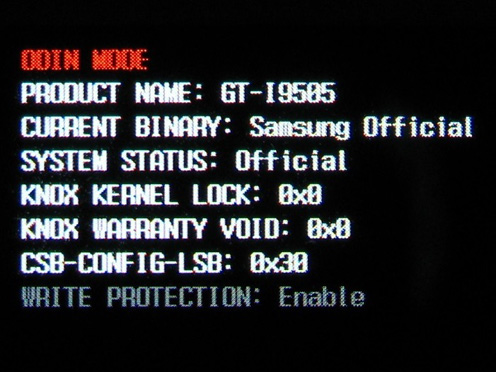 ODIN MODE
PRODUCT NAME: GT-I9505
CURRENT BINARY: Samsung Official
SYSTEM STATUS: Official
KNOX KERNEL LOCK: 0x0
KNOX WARRANTY VOID: 0x0
CSB-CONFIG-LSB: 0x30
WRITE PROTECTION: Enable